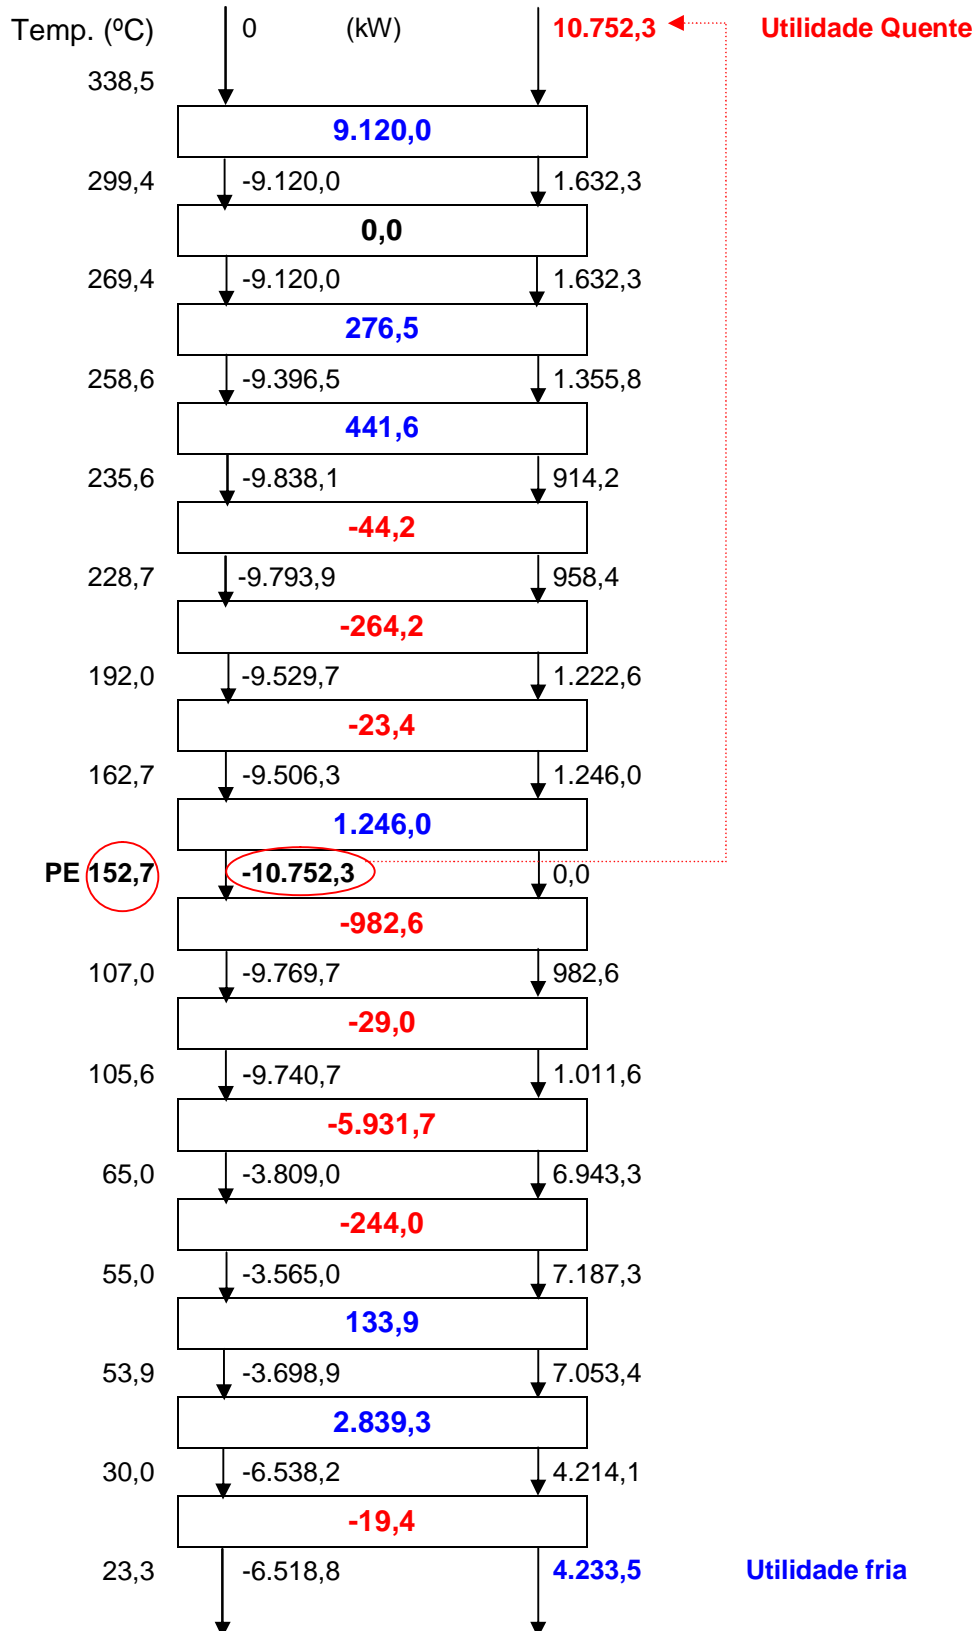 Temp. (ºC) 0 (kW) 10.752,3 Utilidade Quente
338,5
9.120,0
299,4 -9.120,0 1.632,3
0,0
269,4 -9.120,0 1.632,3
276,5
258,6 -9.396,5 1.355,8
441,6
235,6 -9.838,1 914,2
-44,2
228,7 -9.793,9 958,4
-264,2
192,0 -9.529,7 1.222,6
-23,4
162,7 -9.506,3 1.246,0
1.246,0
PE 152,7 -10.752,3 0,0
-982,6
107,0 -9.769,7 982,6
-29,0
105,6 -9.740,7 1.011,6
-5.931,7
65,0 -3.809,0 6.943,3
-244,0
55,0 -3.565,0 7.187,3
133,9
53,9 -3.698,9 7.053,4
2.839,3
30,0 -6.538,2 4.214,1
-19,4
23,3 -6.518,8 4.233,5 Utilidade fria